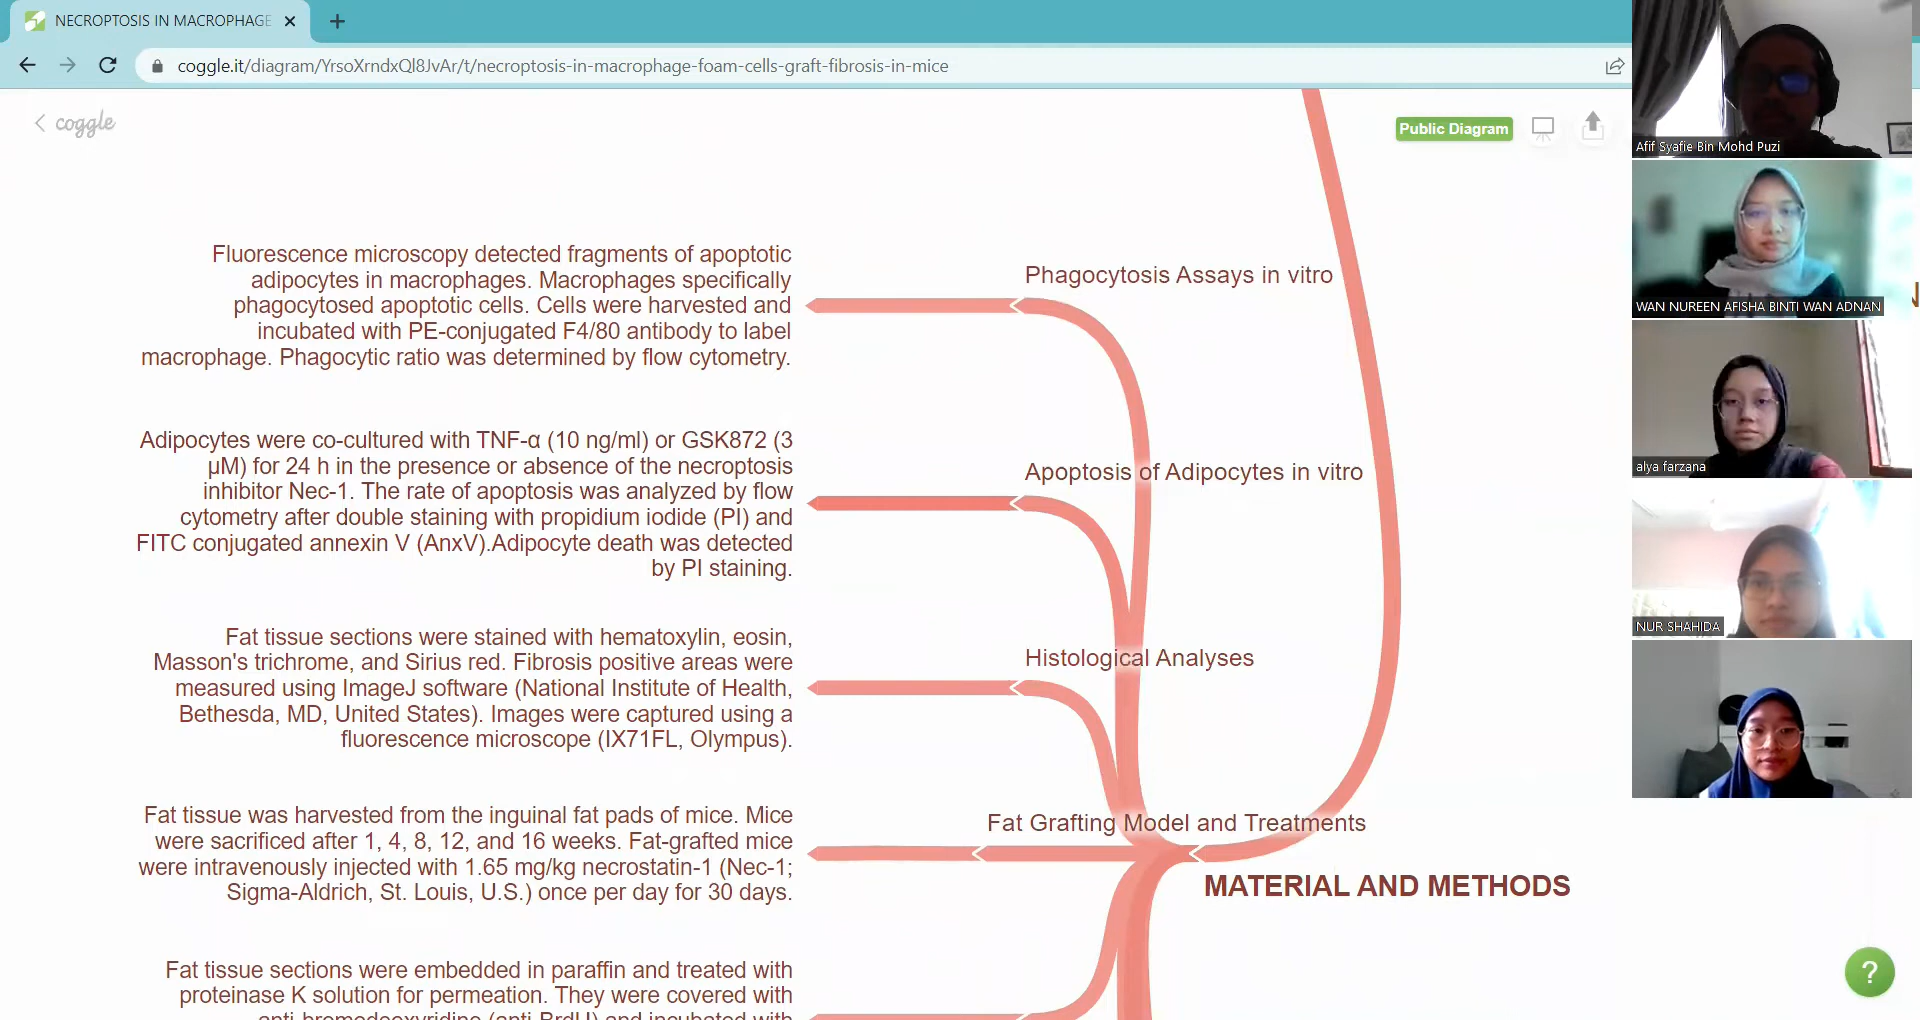 NECROPTOSIS IN MACROPHAGE
coggle.it/diagram/YrsoXrndxQl8JvAr/t/necroptosis-in-macrophage-foam-cells-graft-fibrosis-in-mice
coggle
Public Diagram
Fluorescence microscopy detected fragments of apoptotic
adipocytes in macrophages. Macrophages specifically
phagocytosed apoptotic cells. Cells were harvested and
incubated with PE-conjugated F4/80 antibody to label
macrophage. Phagocytic ratio was determined by flow cytometry.
Phagocytosis Assays in vitro
Adipocytes were co-cultured with TNF-α (10 ng/ml) or GSK872 (3
μM) for 24 h in the presence or absence of the necroptosis
inhibitor Nec-1. The rate of apoptosis was analyzed by flow
cytometry after double staining with propidium iodide (PI) and
FITC conjugated annexin V (AnxV).Adipocyte death was detected
by PI staining.
Apoptosis of Adipocytes in vitro
Fat tissue sections were stained with hematoxylin, eosin,
Masson's trichrome, and Sirius red. Fibrosis positive areas were
measured using ImageJ software (National Institute of Health,
Bethesda, MD, United States). Images were captured using a
fluorescence microscope (IX71FL, Olympus).
Histological Analyses
Fat tissue was harvested from the inguinal fat pads of mice. Mice
were sacrificed after 1, 4, 8, 12, and 16 weeks. Fat-grafted mice
were intravenously injected with 1.65 mg/kg necrostatin-1 (Nec-1;
Sigma-Aldrich, St. Louis, U.S.) once per day for 30 days.
Fat Grafting Model and Treatments
MATERIAL AND METHODS
Fat tissue sections were embedded in paraffin and treated with
proteinase K solution for permeation. They were covered with
anti-bromodeoxyridine (anti-BrdU) and incubated with
Afif Syafie Bin Mohd Puzi
WAN NUREEN AFISHA BINTI WAN ADNAN
alya farzana
NUR SHAHIDA
?